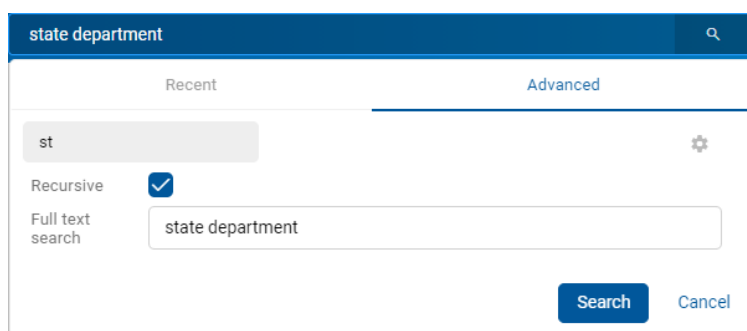 state department
Recent Advanced
st
Recursive
Full text
search
state department
Search Cancel